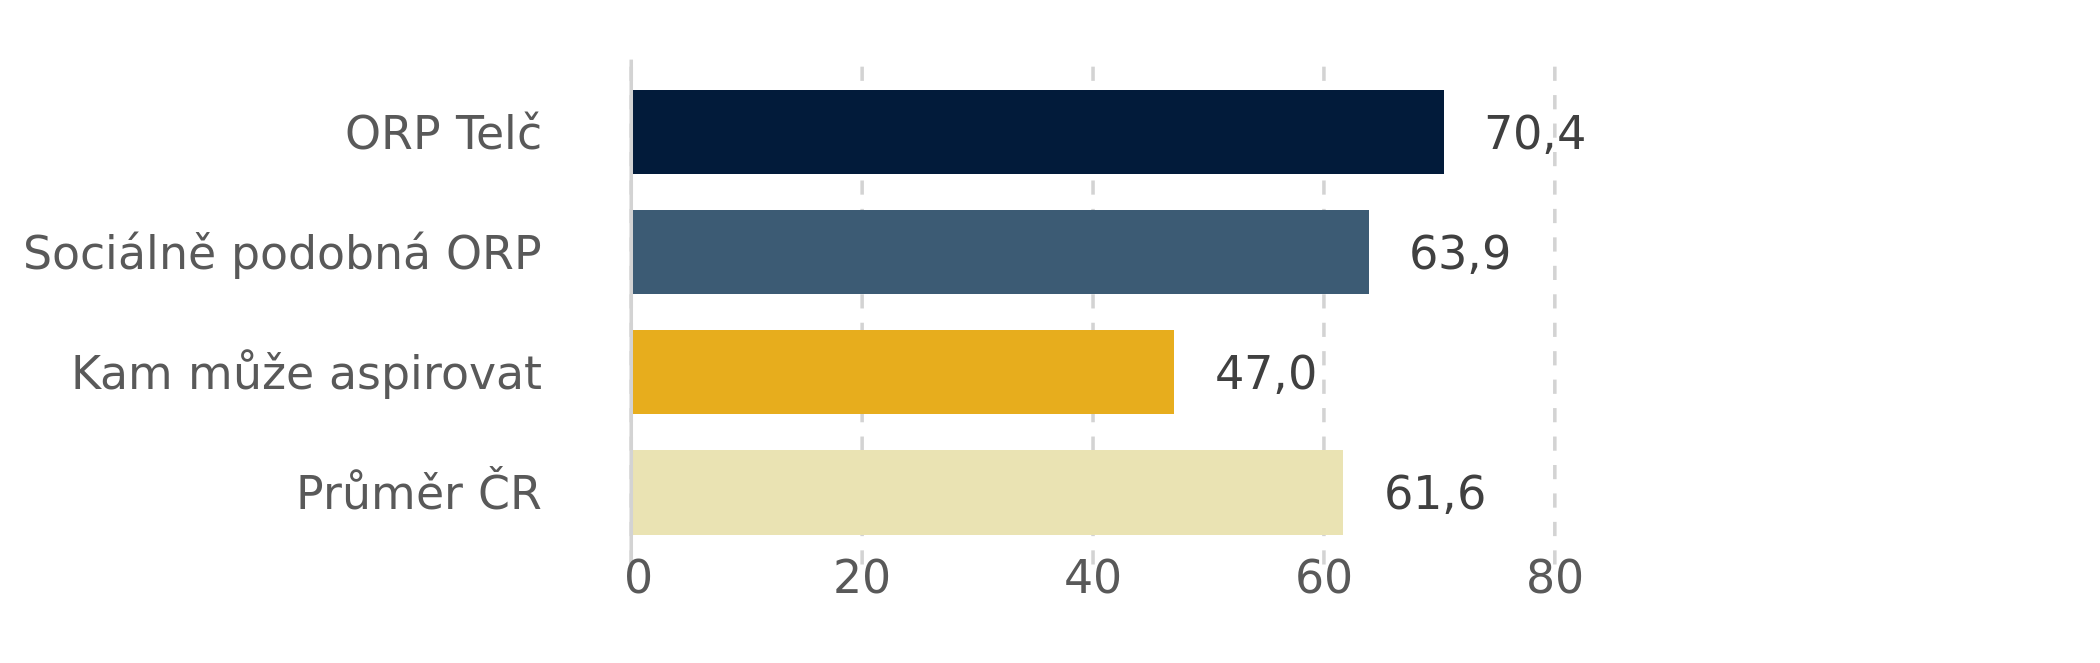 ORP Telč 70,4
Sociálně podobná ORP 63,9
Kam může aspirovat 47,0
Průměr ČR 61,6
0 20 40 60 80